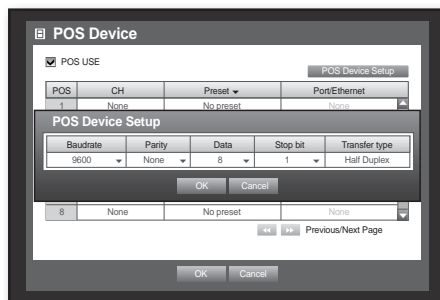 POS Device
POS USE
POS Device Setup
POS CH Preset Port/Ethernet
1 None No preset None
POS Device Setup
Baudrate Parity Data Stop bit Transfer type
9600 None 8 1 Half Duplex
OK Cancel
8 None No preset None
Previous/Next Page
OK Cancel